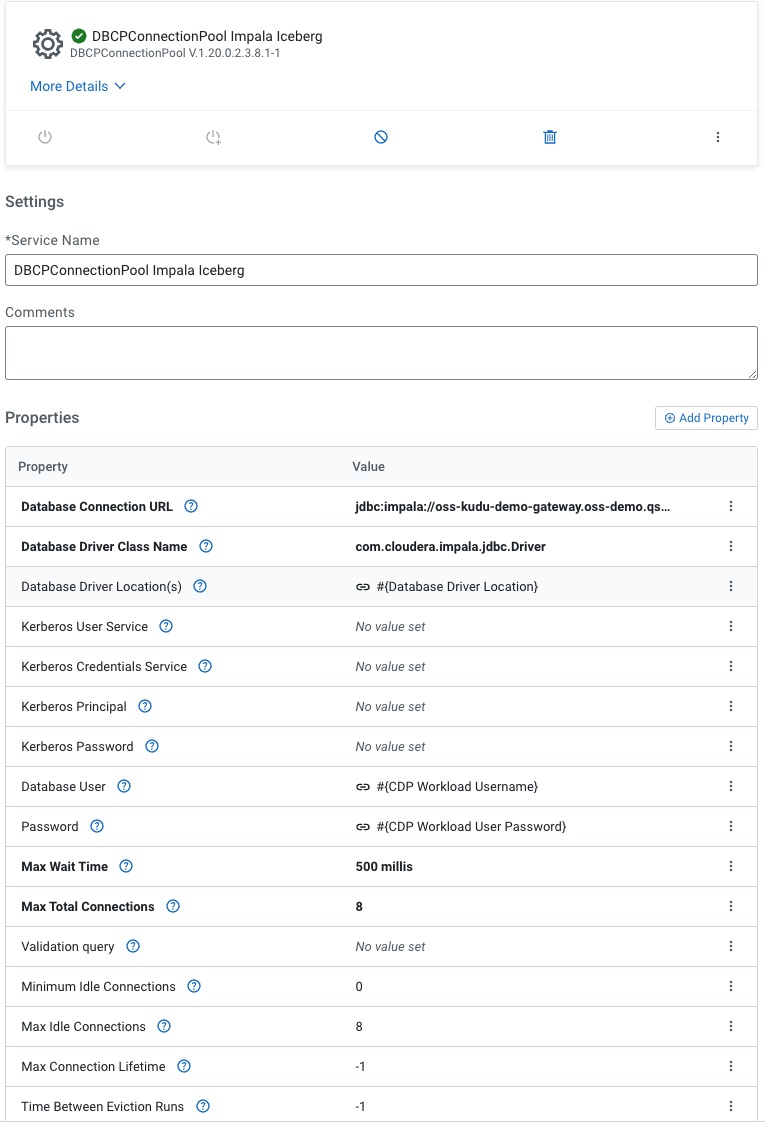 DBCPConnectionPool Impala Iceberg
DBCPConnectionPool V.1.20.0.2.3.8.1-1
More Details
Settings
*Service Name
DBCPConnectionPool Impala Iceberg
Comments
Properties
Add Property
Property Value
Database Connection URL jdbc:impala://oss-kudu-demo-gateway.oss-demo.qs...
Database Driver Class Name com.cloudera.impala.jdbc.Driver
Database Driver Location(s) #{Database Driver Location}
Kerberos User Service No value set
Kerberos Credentials Service No value set
Kerberos Principal No value set
Kerberos Password No value set
Database User #{CDP Workload Username}
Password #{CDP Workload User Password}
Max Wait Time 500 millis
Max Total Connections 8
Validation query No value set
Minimum Idle Connections 0
Max Idle Connections 8
Max Connection Lifetime -1
Time Between Eviction Runs -1